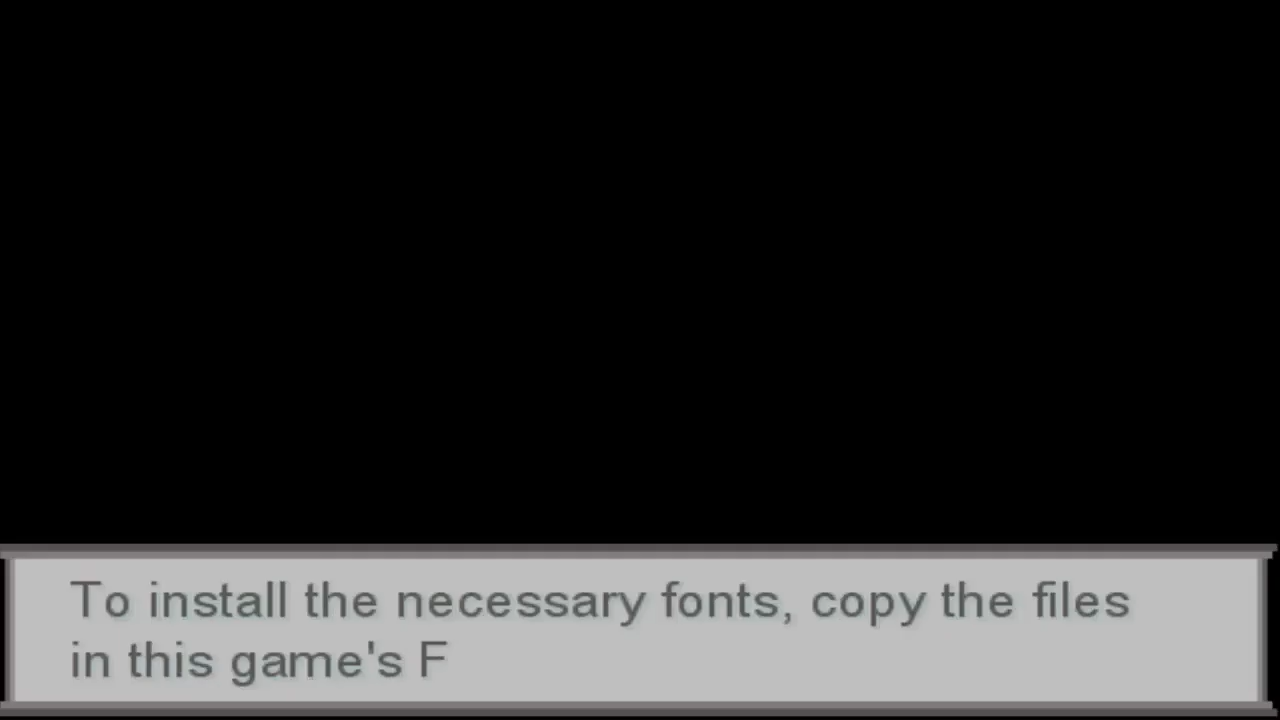 To install the necessary fonts, copy the files
in this game's F